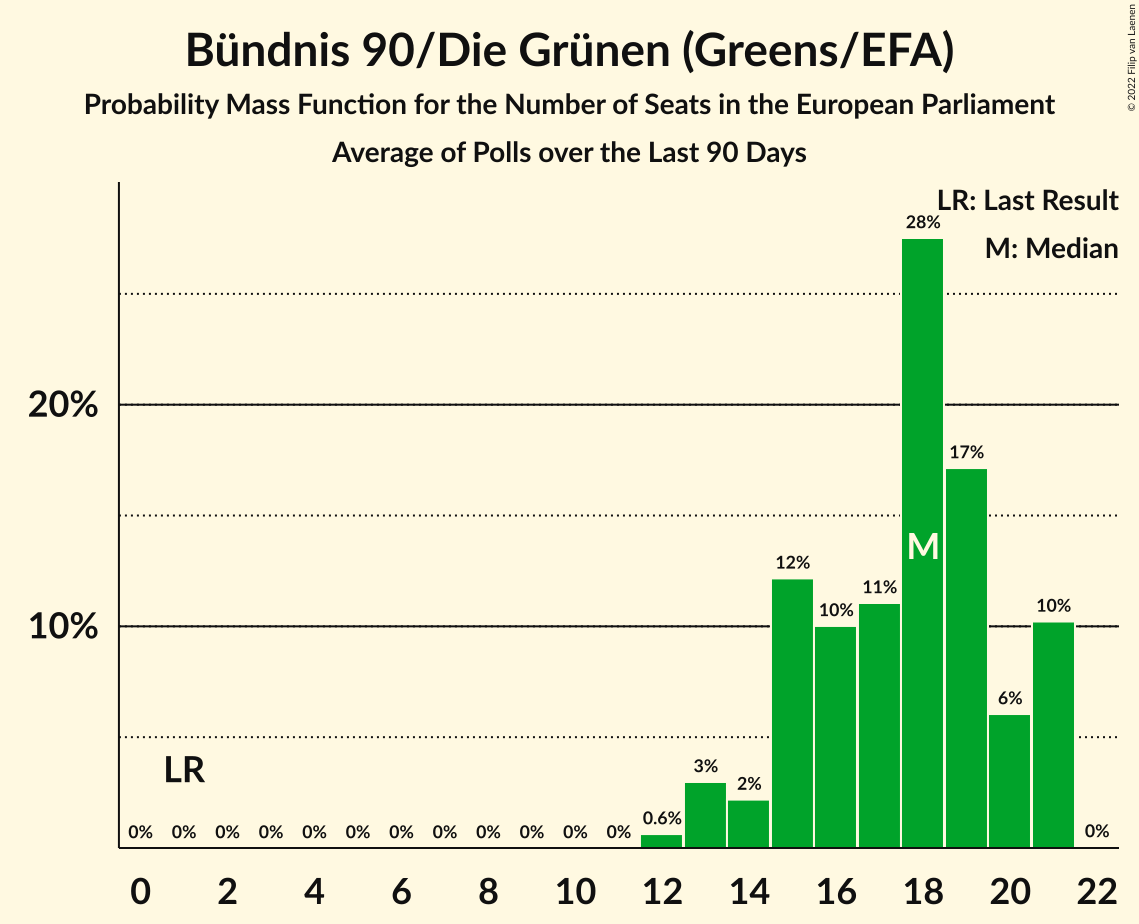 Bündnis 90/Die Grünen (Greens/EFA)
Probability Mass Function for the Number of Seats in the European Parliament
Average of Polls over the Last 90 Days
© 2022 Filip van Laenen
LR: Last Result
M: Median
28%
20%
17%
M
12%
11%
10%
10%
10%
6%
LR
3%
2%
0.6%
0% 0% 0% 0% 0% 0% 0% 0% 0% 0% 0% 0% 0%
0 2 4 6 8 10 12 14 16 18 20 22